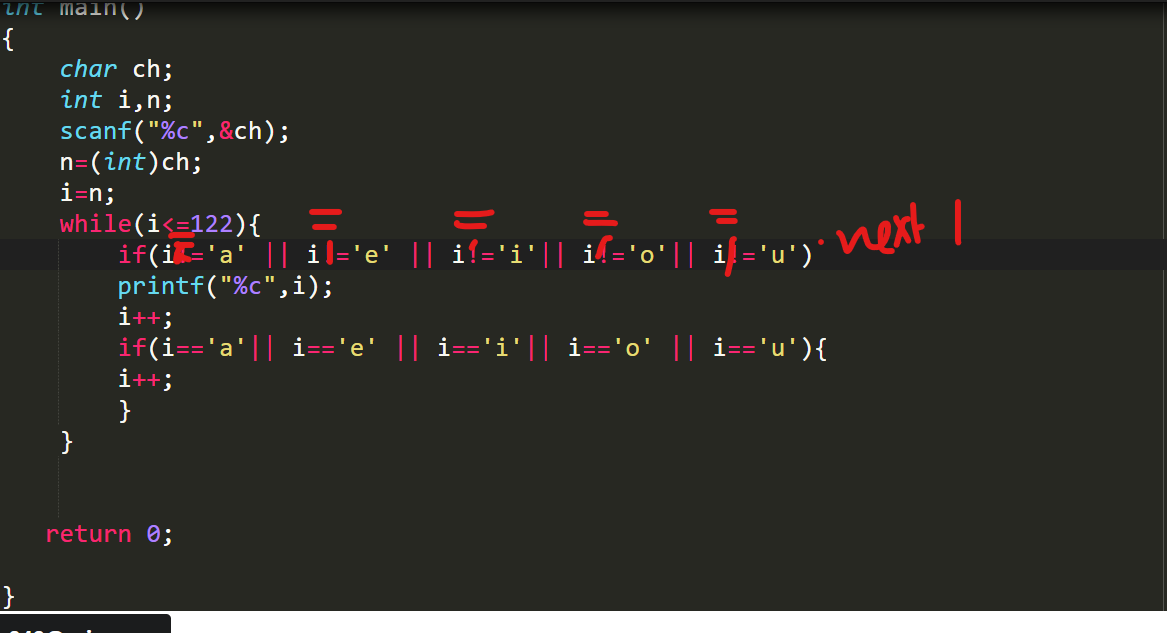 int main()
{
char ch;
int i,n;
scanf("%c",&ch);
n=(int)ch;
i=n;
while(i<=122){
if(i!='a' || i!='e' || i!='i'|| i!='o'|| i!='u') next
printf("%c",i);
i++;
if(i=='a'|| i=='e' || i=='i'|| i=='o' || i=='u'){
i++;
}
}
return 0;
}